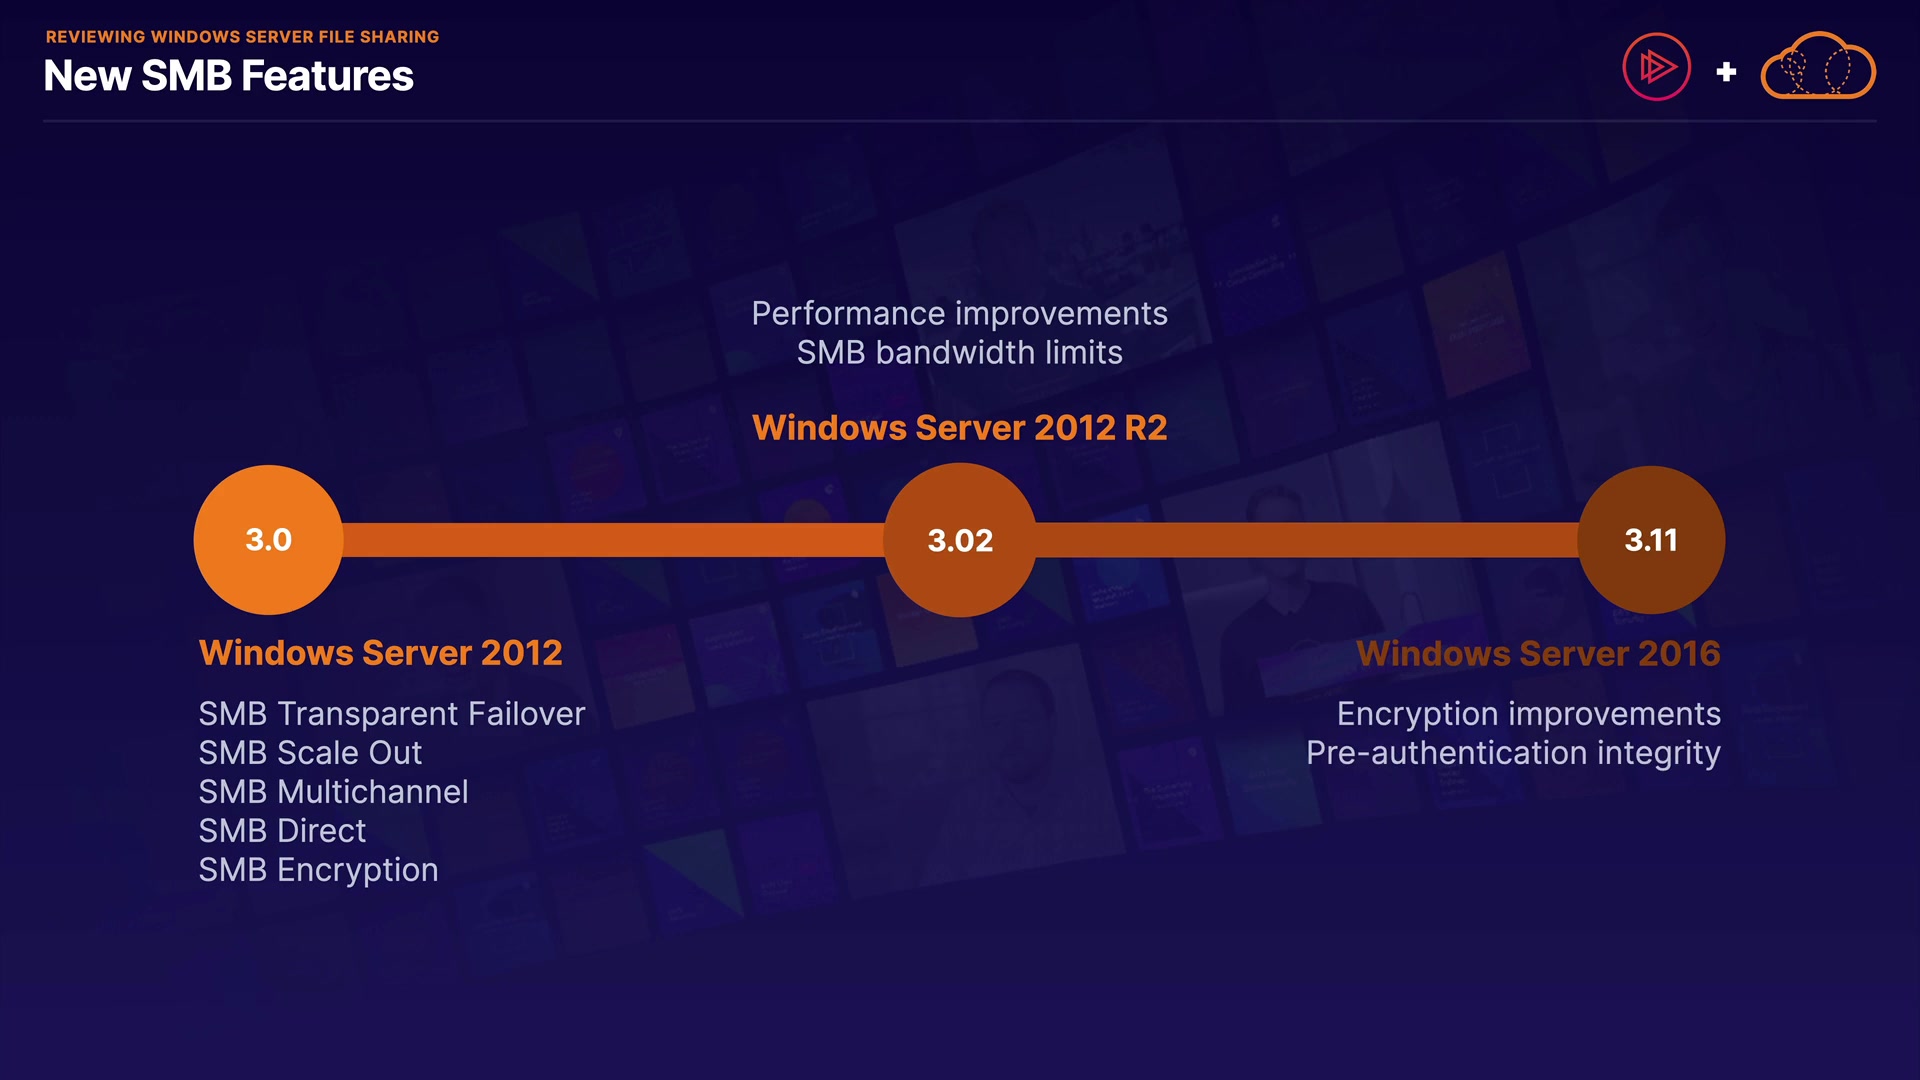 REVIEWING WINDOWS SERVER FILE SHARING
New SMB Features
+
Performance improvements
SMB bandwidth limits
Windows Server 2012 R2
3.0
3.02
3.11
Windows Server 2012
SMB Transparent Failover
SMB Scale Out
SMB Multichannel
SMB Direct
SMB Encryption
Windows Server 2016
Encryption improvements
Pre-authentication integrity